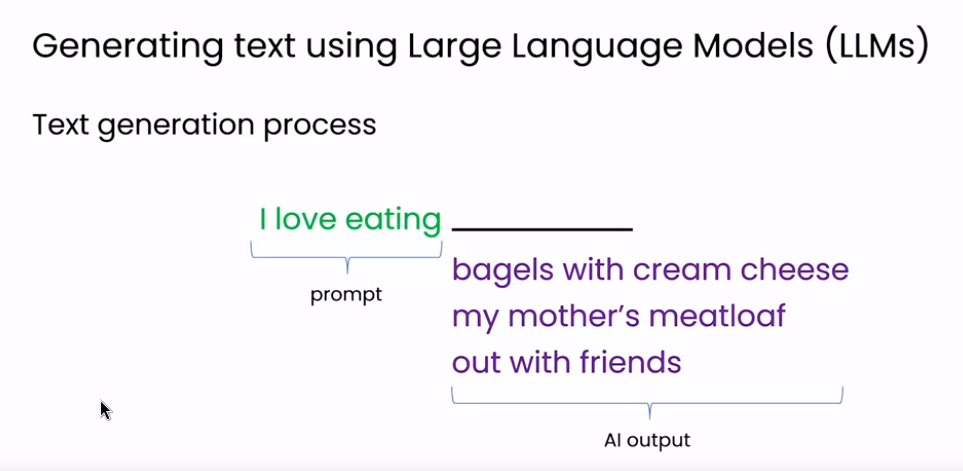 Generating text using Large Language Models (LLMs)
Text generation process
I love eating ____________
prompt
bagels with cream cheese
my mother’s meatloaf
out with friends
AI output